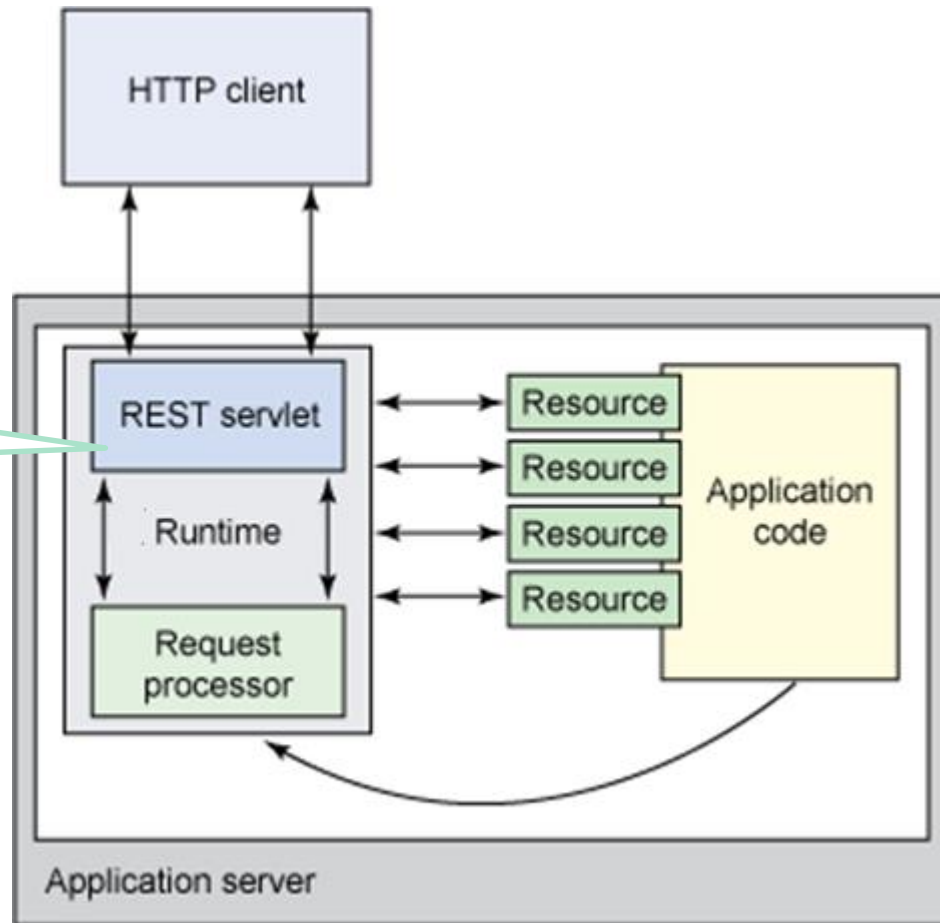 HTTP client
REST servlet
Runtime
Request
processor
Resource
Resource
Resource
Resource
Application
code
Application server